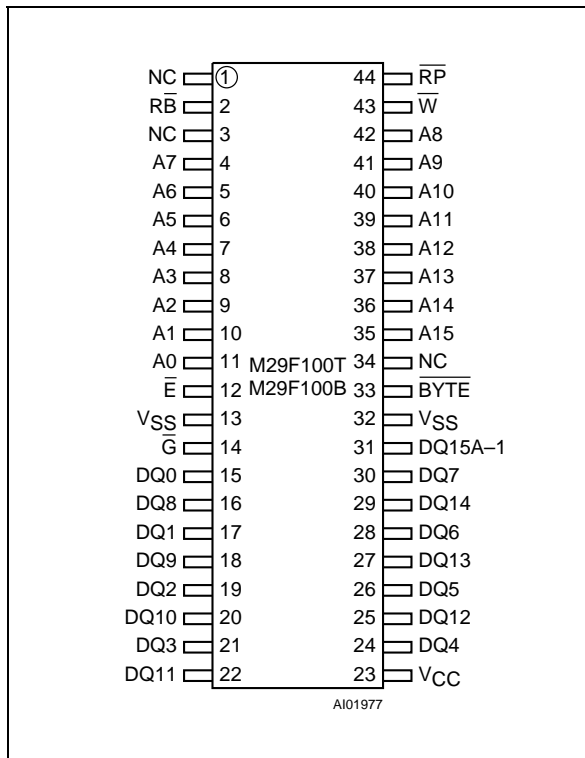 NC 1 44 R̅P̅
RB̅ 2 43 W̅
NC 3 42 A8
A7 4 41 A9
A6 5 40 A10
A5 6 39 A11
A4 7 38 A12
A3 8 37 A13
A2 9 36 A14
A1 10 35 A15
A0 11 M29F100T 34 NC
E̅ 12 M29F100B 33 B̅Y̅T̅E̅
VSS 13 32 VSS
G̅ 14 31 DQ15A–1
DQ0 15 30 DQ7
DQ8 16 29 DQ14
DQ1 17 28 DQ6
DQ9 18 27 DQ13
DQ2 19 26 DQ5
DQ10 20 25 DQ12
DQ3 21 24 DQ4
DQ11 22 23 VCC
AI01977